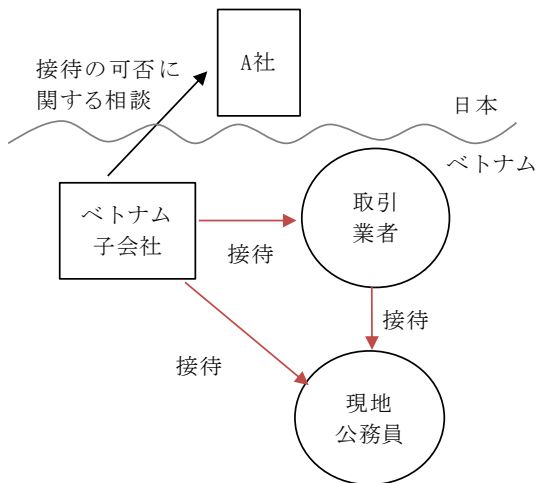 A社
接待の可否に
関する相談
日本
ベトナム
ベトナム
子会社
取引
業者
接待
接待
接待
現地
公務員